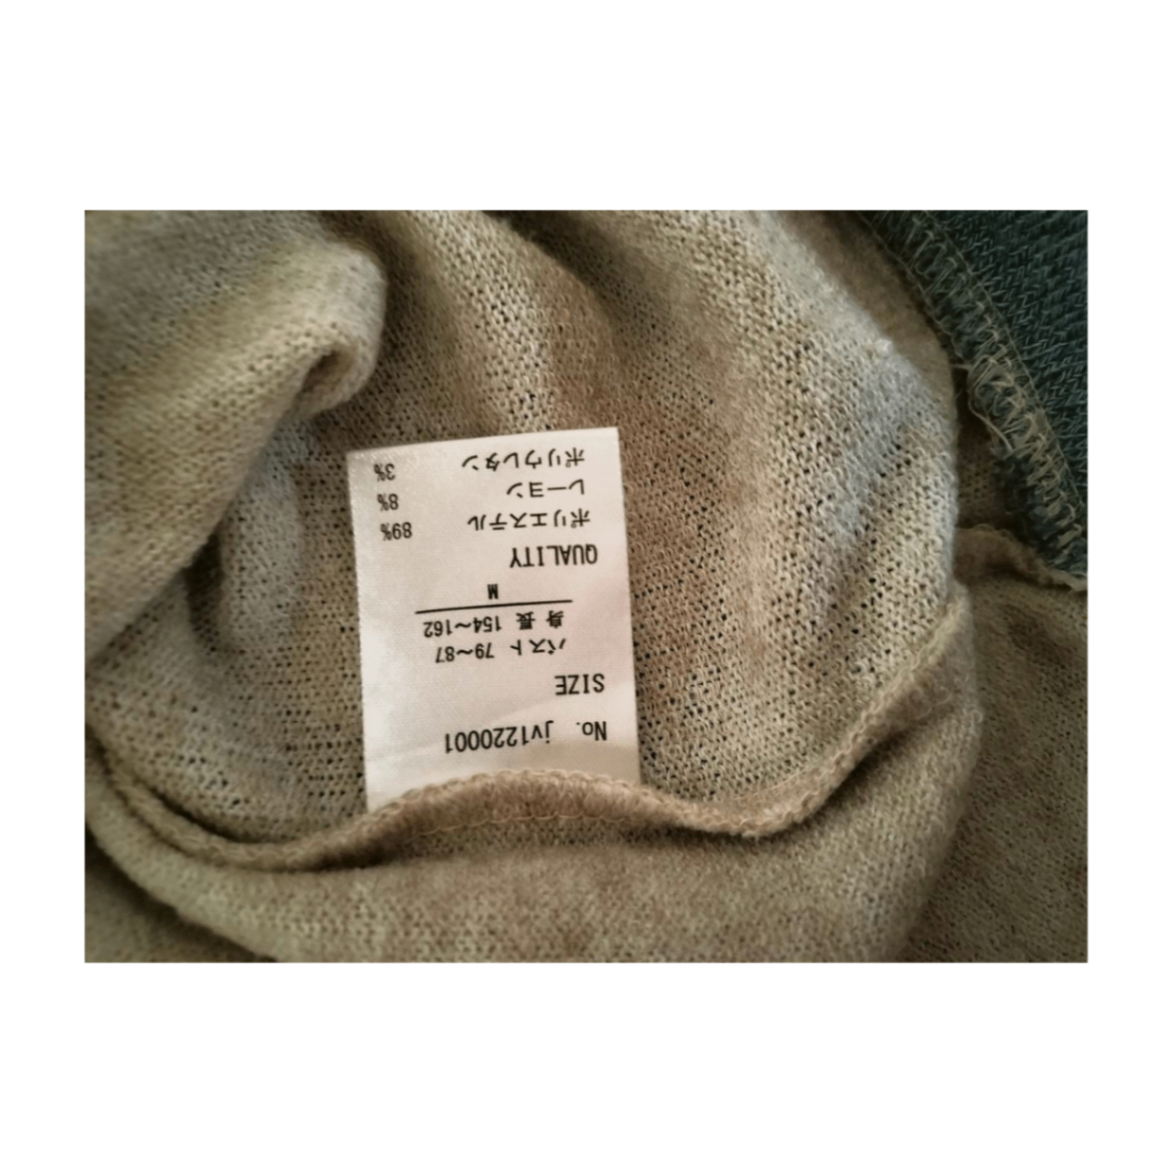 No. jv1220001
SIZE
バスト 79～87
身 長 154～162
M
QUALITY
ポリエステル 89%
レーヨン 8%
ポリウレタン 3%